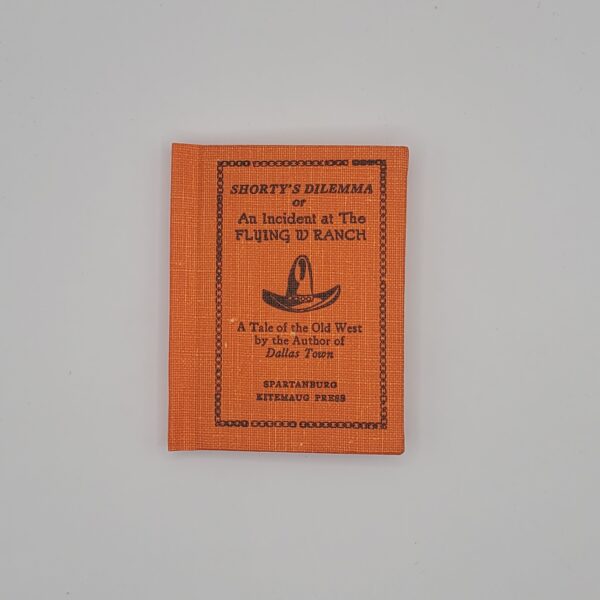 SHORTY'S DILEMMA
or
An Incident at The
FLYING W RANCH
A Tale of the Old West
by the Author of
Dallas Town
SPARTANBURG
KITEMAUG PRESS